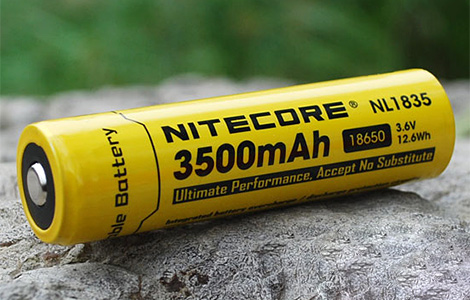 NITECORE® NL1835
3500mAh 18650 3.6V 12.6Wh
Ultimate Performance, Accept No Substitute
ble Battery